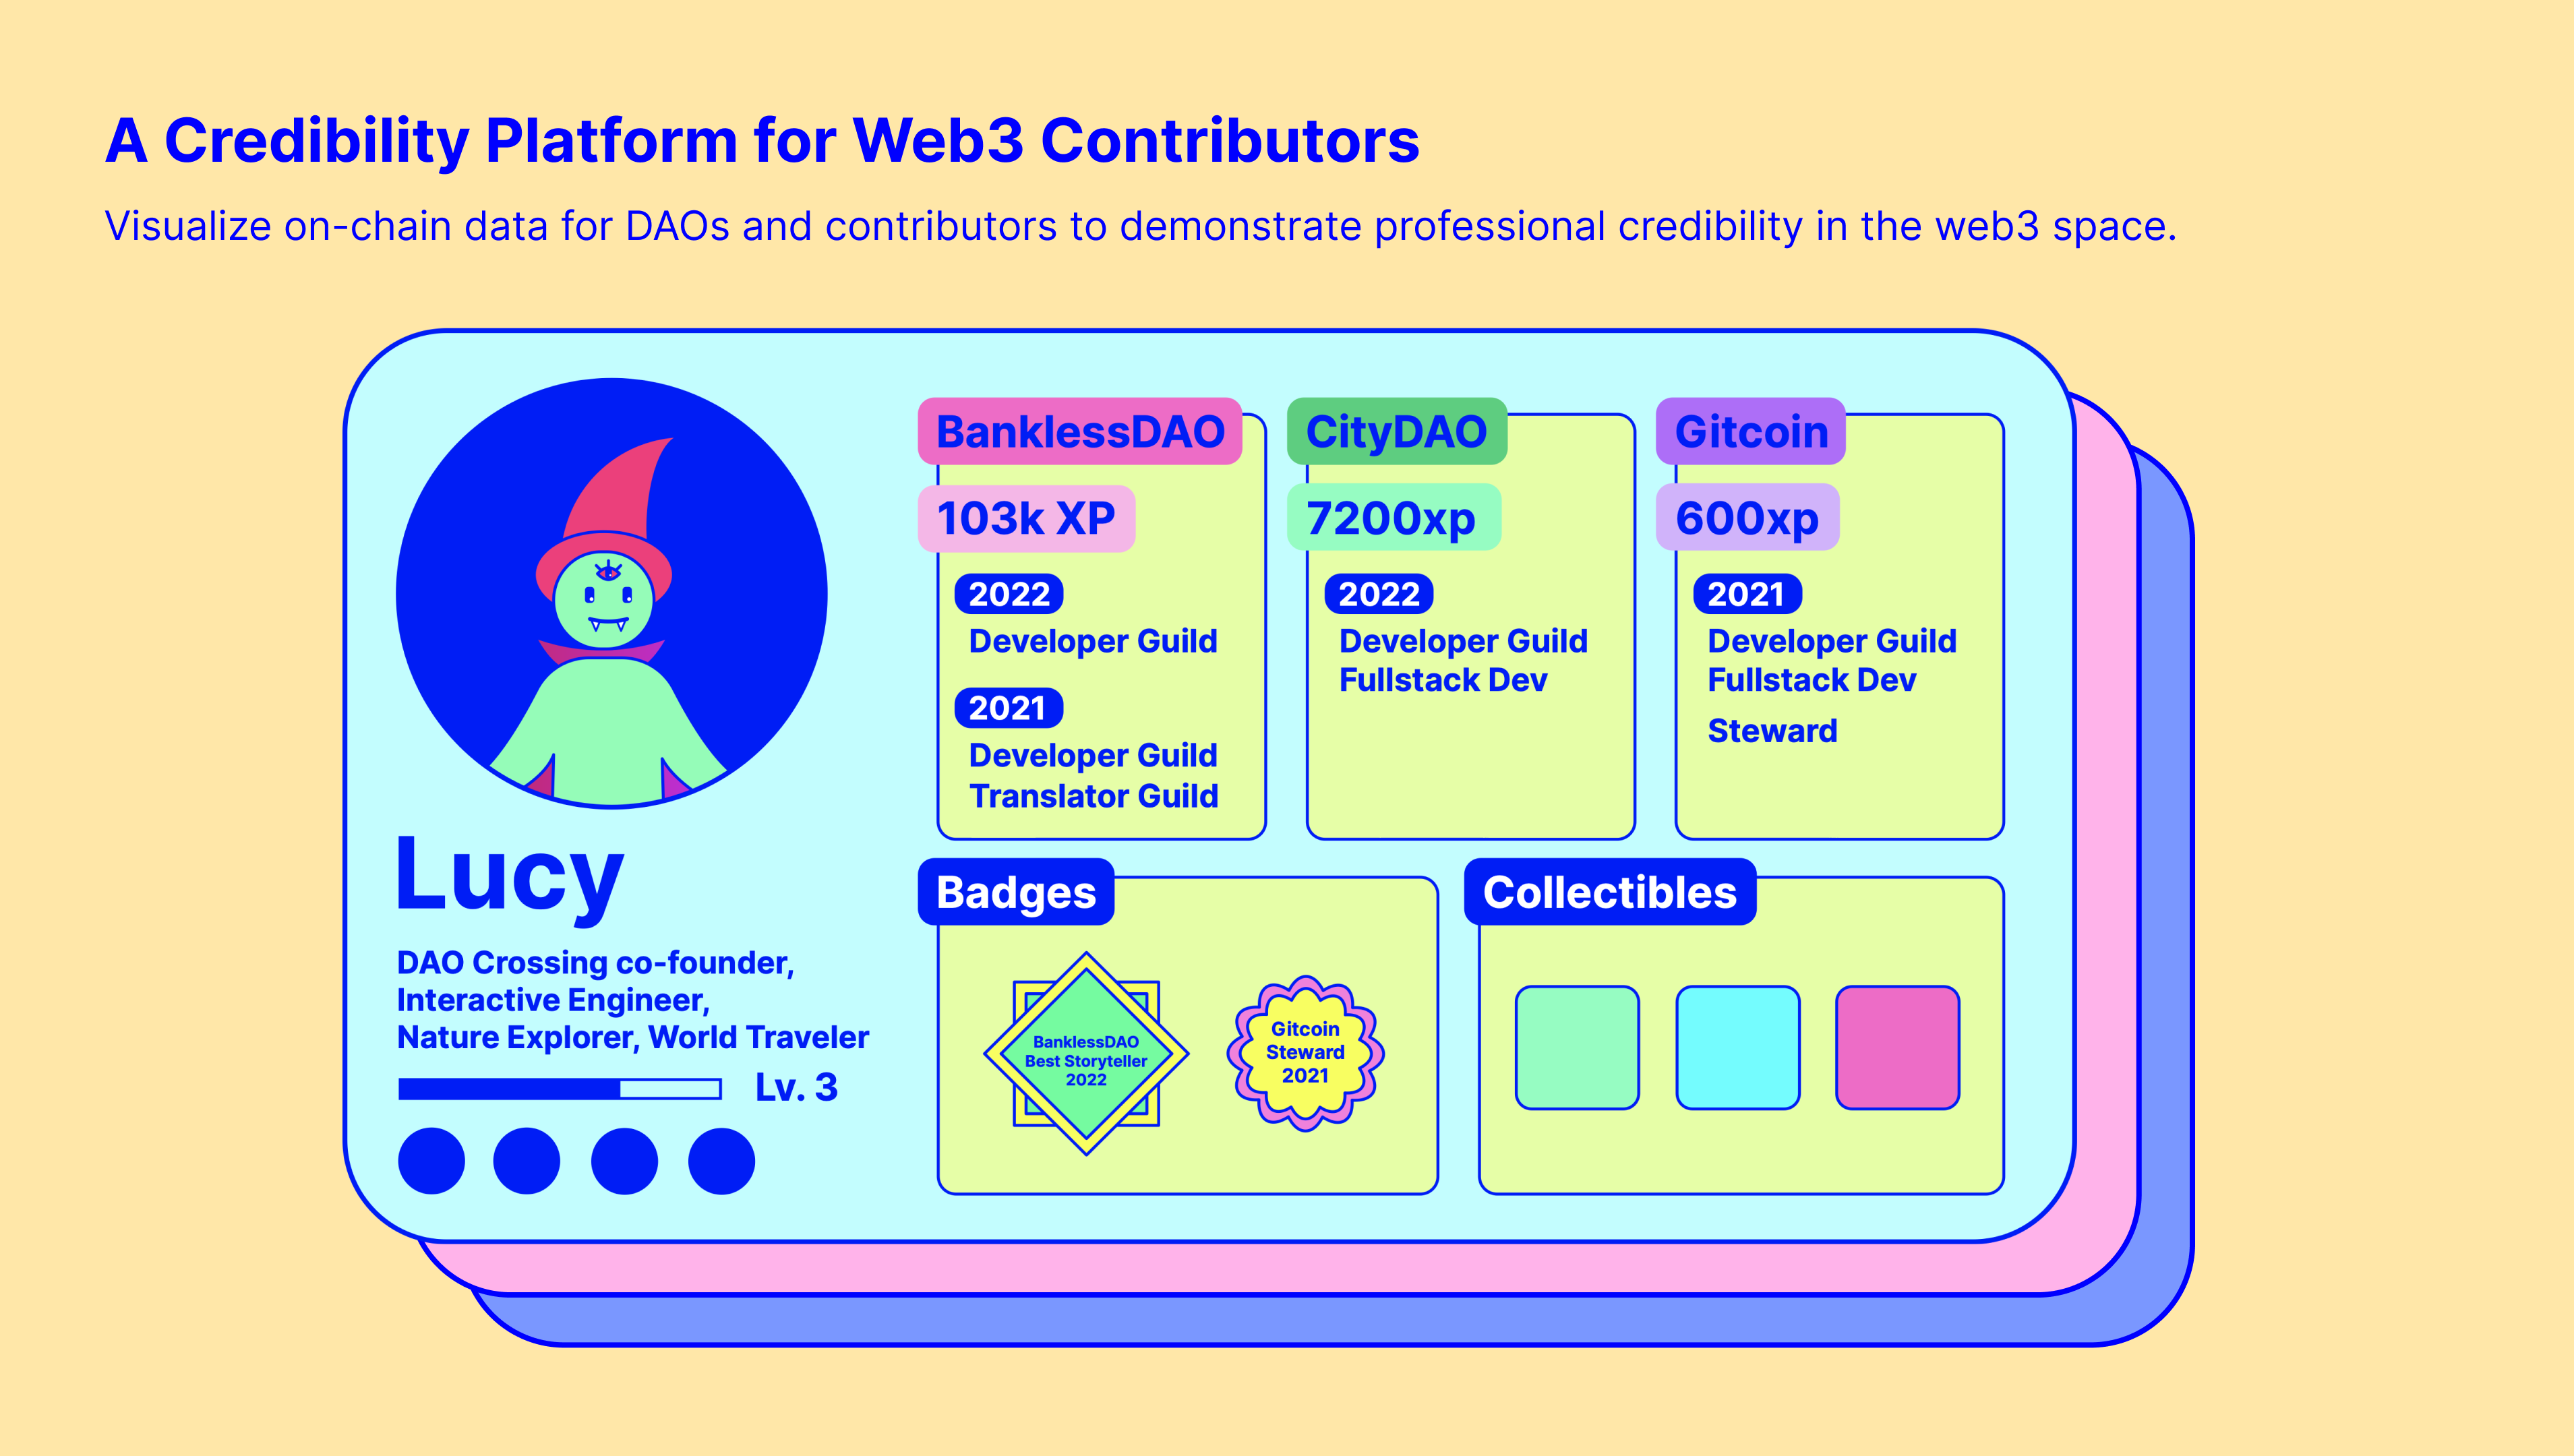 A Credibility Platform for Web3 Contributors
Visualize on-chain data for DAOs and contributors to demonstrate professional credibility in the web3 space.
Lucy
DAO Crossing co-founder,
Interactive Engineer,
Nature Explorer, World Traveler
Lv. 3
BanklessDAO
103k XP
2022
Developer Guild
2021
Developer Guild
Translator Guild
CityDAO
7200xp
2022
Developer Guild
Fullstack Dev
Gitcoin
600xp
2021
Developer Guild
Fullstack Dev
Steward
Badges
BanklessDAO
Best Storyteller
2022
Gitcoin
Steward
2021
Collectibles